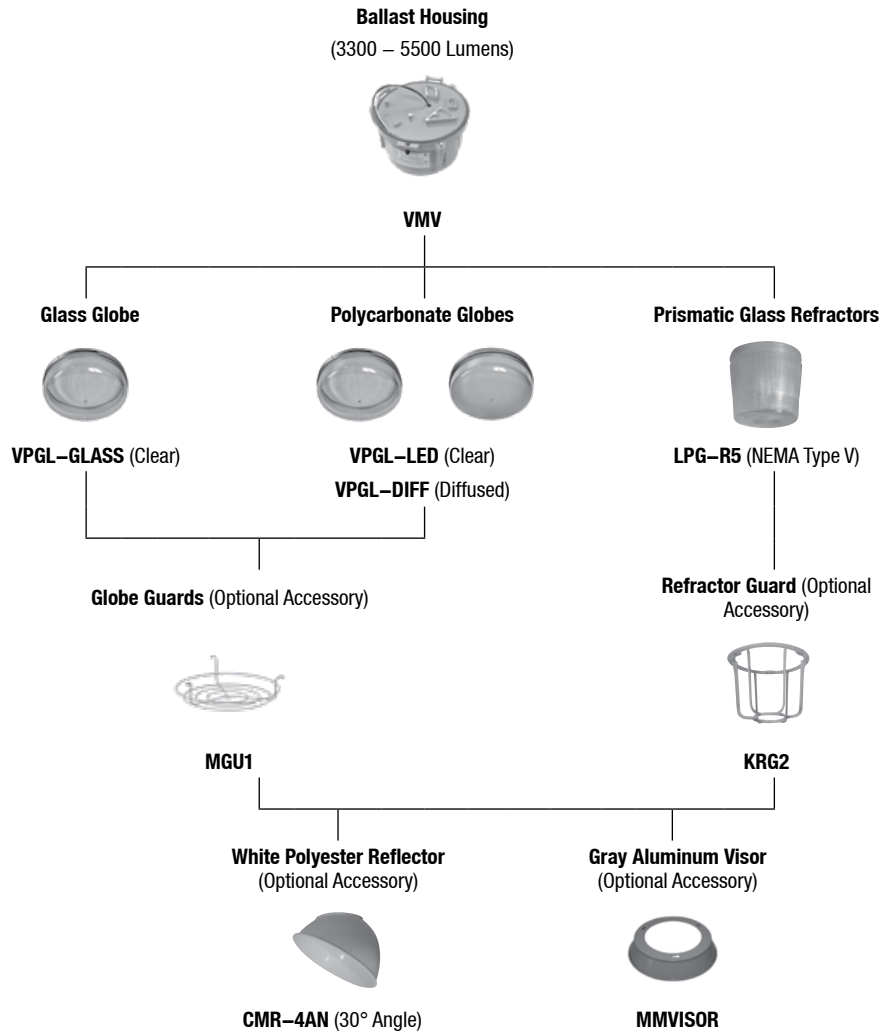 Ballast Housing
(3300 – 5500 Lumens)
VMV
Glass Globe
VPGL–GLASS (Clear)
Polycarbonate Globes
VPGL–LED (Clear)
VPGL–DIFF (Diffused)
Prismatic Glass Refractors
LPG–R5 (NEMA Type V)
Globe Guards (Optional Accessory)
MGU1
Refractor Guard (Optional
Accessory)
KRG2
White Polyester Reflector
(Optional Accessory)
CMR–4AN (30° Angle)
Gray Aluminum Visor
(Optional Accessory)
MMVISOR